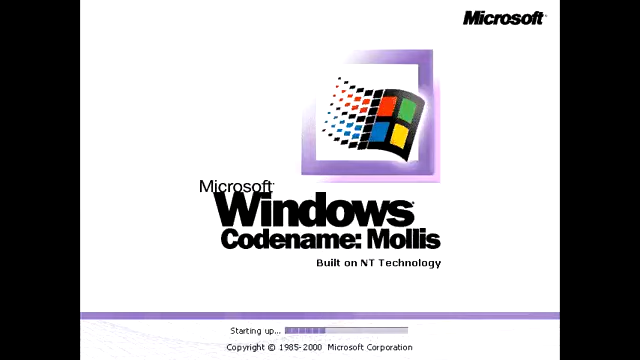 Microsoft
Microsoft
Windows
Codename: Mollis
Built on NT Technology
Starting up...
Copyright © 1985-2000 Microsoft Corporation